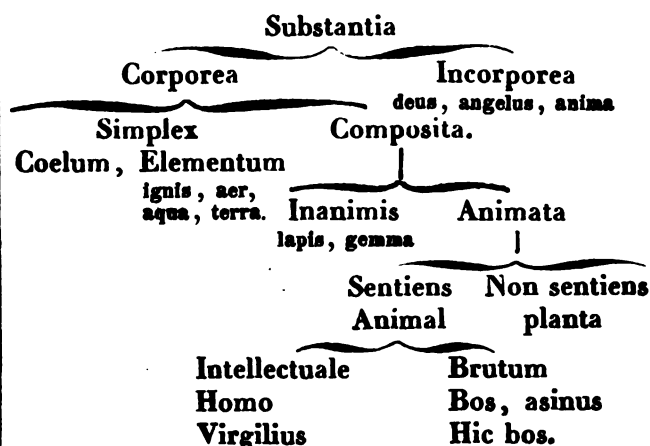 Substantia
Corporea Incorporea
deus, angelus, anima
Simplex Composita.
Coelum, Elementum
ignis, aer,
aqua, terra. Inanimis Animata
lapis, gemma
Sentiens Non sentiens
Animal planta
Intellectuale Brutum
Homo Bos, asinus
Virgilius Hic bos.